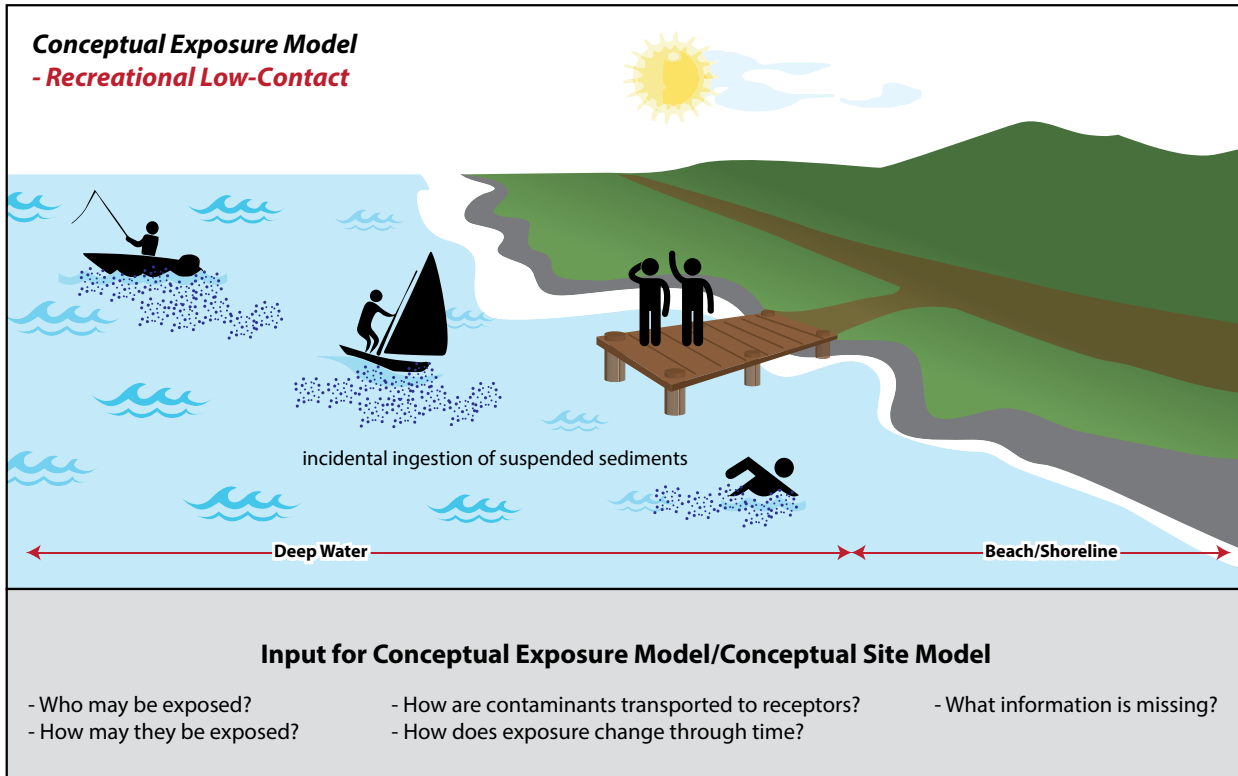 Conceptual Exposure Model
- Recreational Low-Contact
incidental ingestion of suspended sediments
Deep Water
Beach/Shoreline
Input for Conceptual Exposure Model/Conceptual Site Model
- Who may be exposed?
- How may they be exposed?
- How are contaminants transported to receptors?
- How does exposure change through time?
- What information is missing?